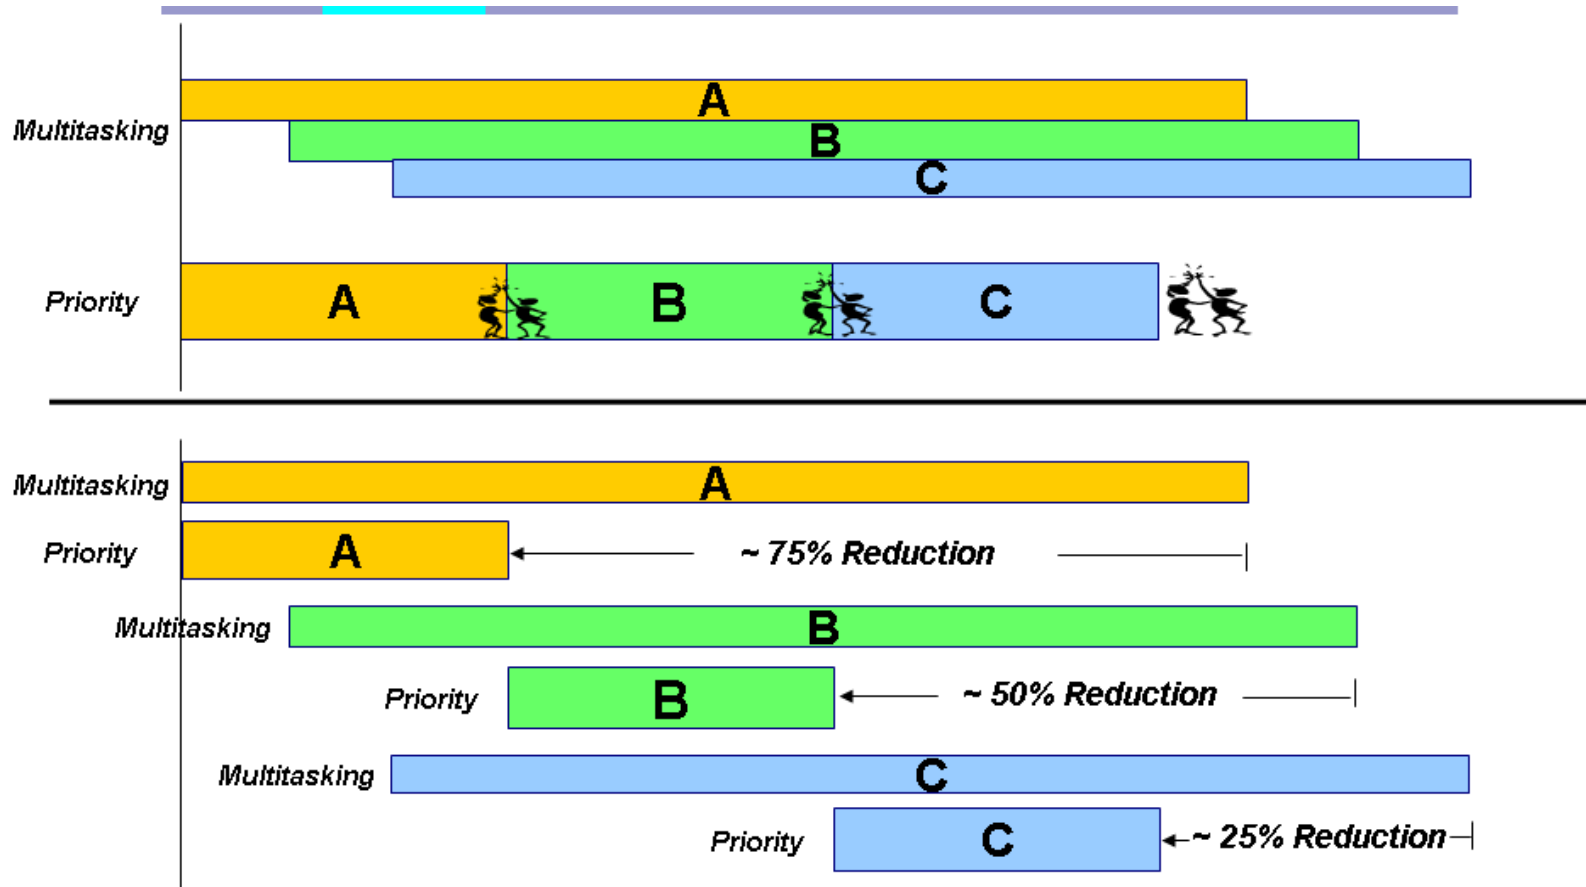 A
Multitasking
B
C
Priority
A
B
C
Multitasking
A
Priority
A
~ 75% Reduction
Multitasking
B
Priority
B
~ 50% Reduction
Multitasking
C
Priority
C
~ 25% Reduction